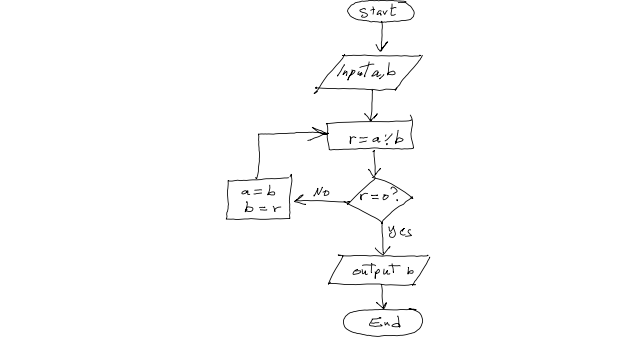 Start
Input a,b
r = a % b
r = 0?
No
a = b
b = r
Yes
output b
End